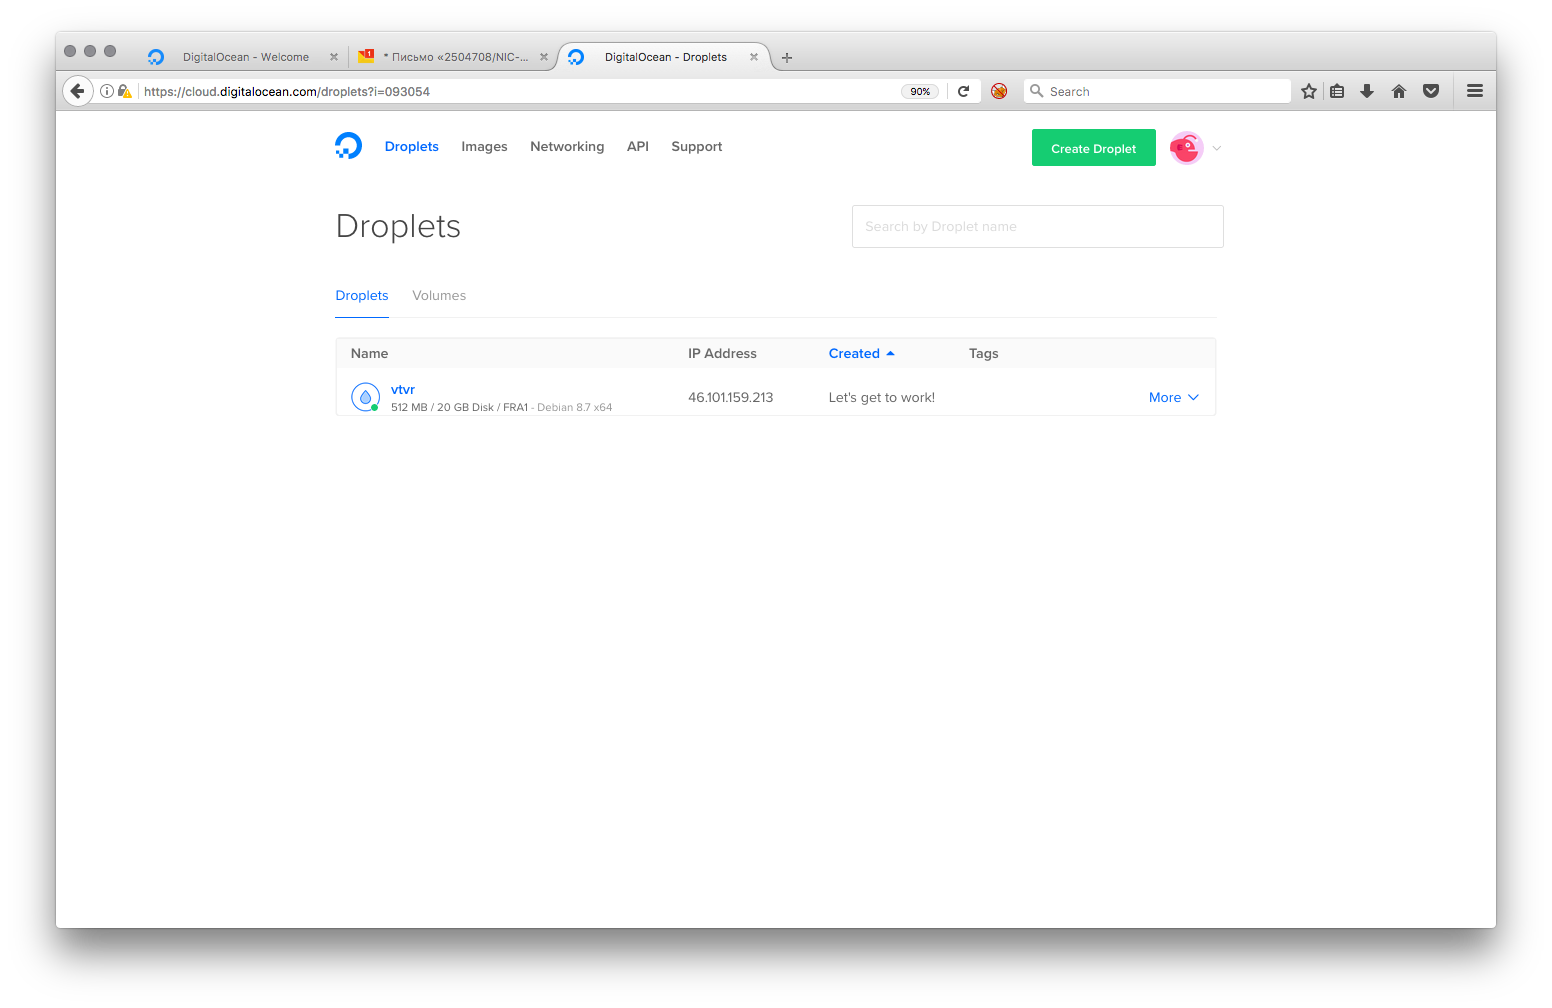 DigitalOcean - Welcome
* Письмо «2504708/NIC-...
DigitalOcean - Droplets
https://cloud.digitalocean.com/droplets?i=093054
90%
Search
Droplets
Images
Networking
API
Support
Create Droplet
Droplets
Search by Droplet name
Droplets
Volumes
Name
IP Address
Created
Tags
vtvr
512 MB / 20 GB Disk / FRA1 - Debian 8.7 x64
46.101.159.213
Let's get to work!
More